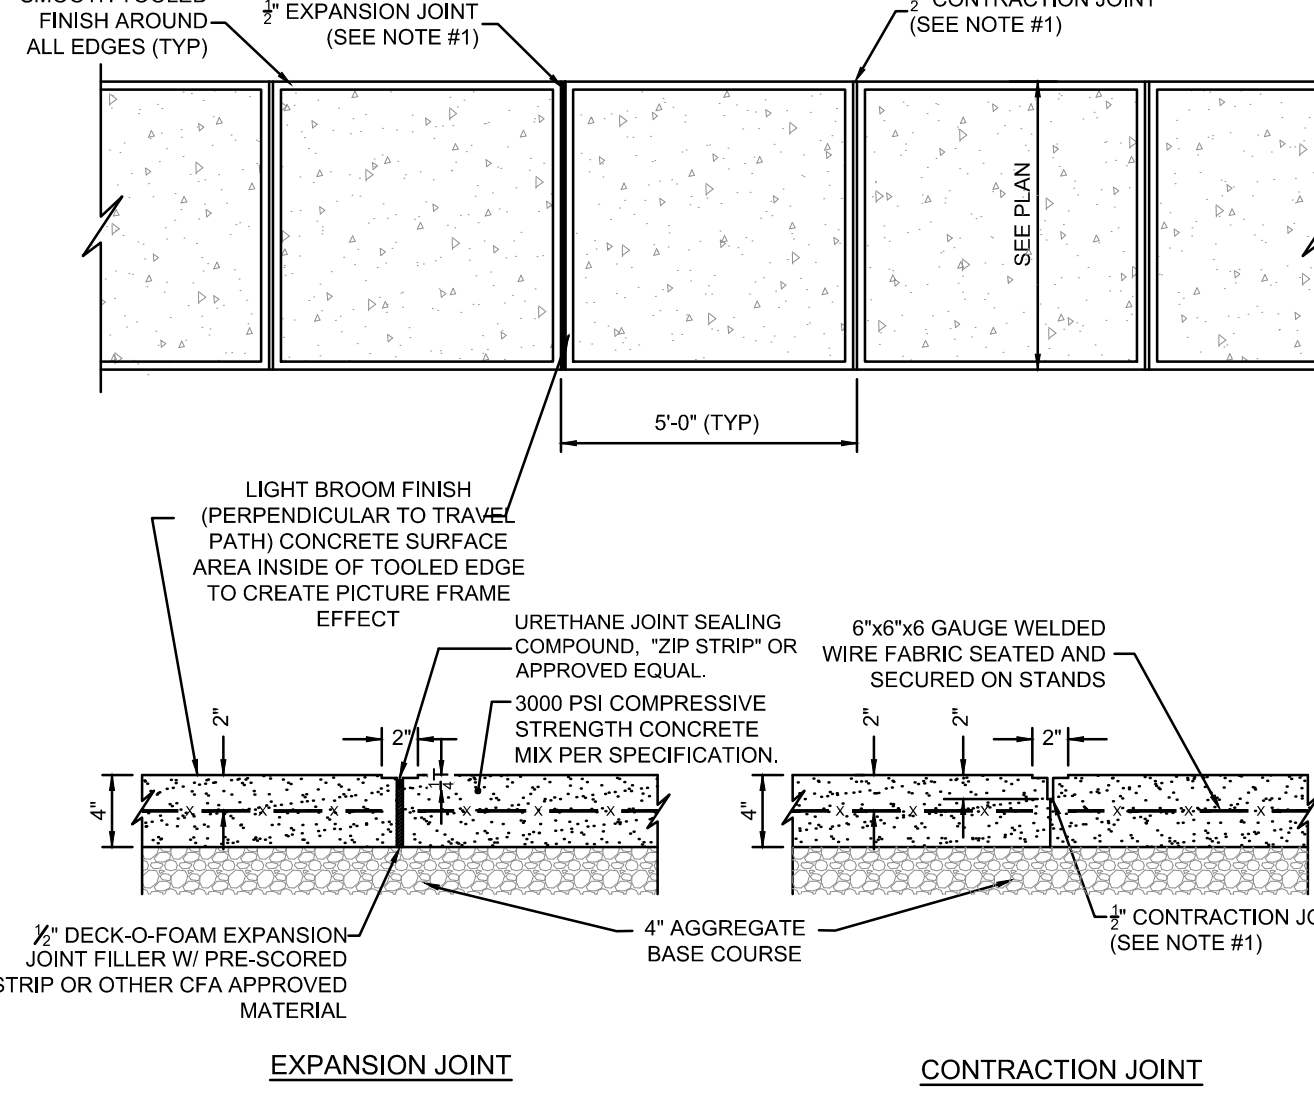 FINISH AROUND
ALL EDGES (TYP)
½" EXPANSION JOINT
(SEE NOTE #1)
CONTRACTION JOINT
(SEE NOTE #1)
SEE PLAN
5'-0" (TYP)
LIGHT BROOM FINISH
(PERPENDICULAR TO TRAVEL
PATH) CONCRETE SURFACE
AREA INSIDE OF TOOLED EDGE
TO CREATE PICTURE FRAME
EFFECT
URETHANE JOINT SEALING
COMPOUND, "ZIP STRIP" OR
APPROVED EQUAL.
3000 PSI COMPRESSIVE
STRENGTH CONCRETE
MIX PER SPECIFICATION.
6"x6"x6 GAUGE WELDED
WIRE FABRIC SEATED AND
SECURED ON STANDS
2"
2"
4"
X X X X X X
2"
2"
2"
4"
X X X X X X
½" DECK-O-FOAM EXPANSION
JOINT FILLER W/ PRE-SCORED
STRIP OR OTHER CFA APPROVED
MATERIAL
4" AGGREGATE
BASE COURSE
½" CONTRACTION JO
(SEE NOTE #1)
EXPANSION JOINT
CONTRACTION JOINT